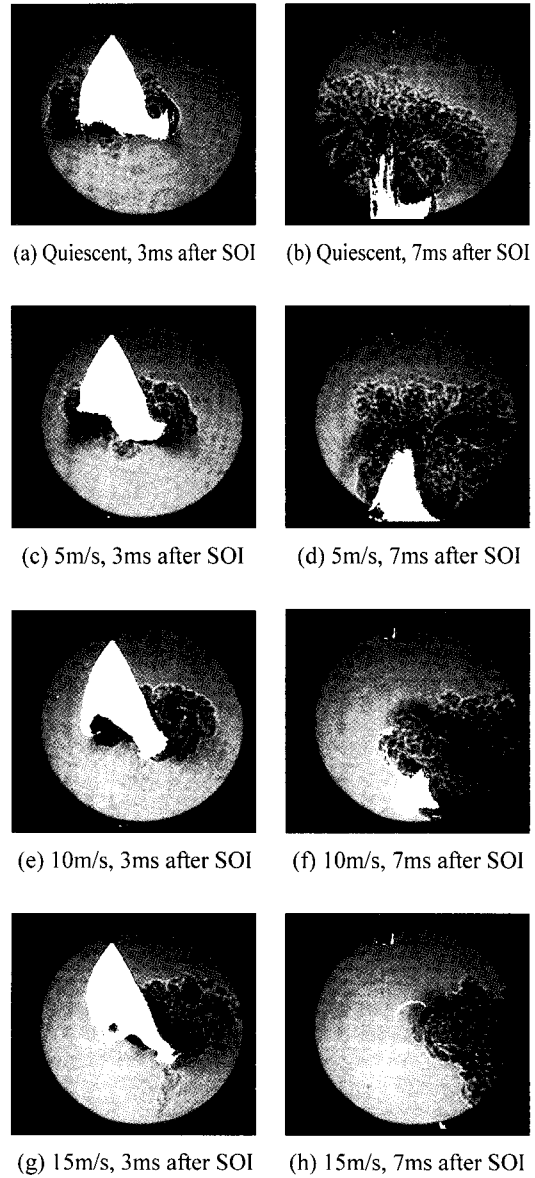 (a) Quiescent, 3ms after SOI
(b) Quiescent, 7ms after SOI
(c) 5m/s, 3ms after SOI
(d) 5m/s, 7ms after SOI
(e) 10m/s, 3ms after SOI
(f) 10m/s, 7ms after SOI
(g) 15m/s, 3ms after SOI
(h) 15m/s, 7ms after SOI